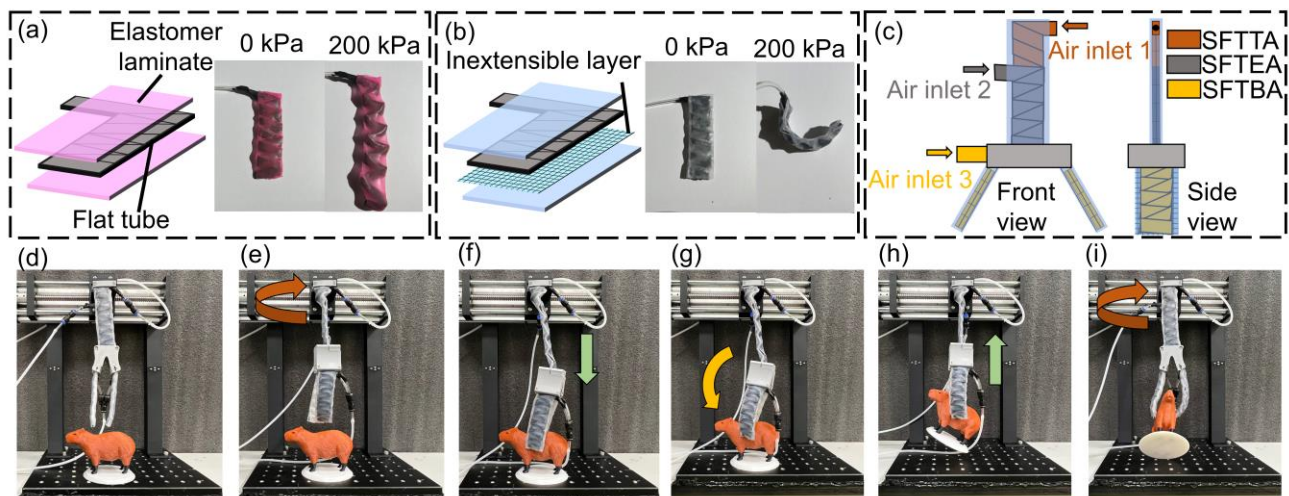 (a)
Elastomer
laminate
0 kPa
200 kPa
Flat tube
(b)
Inextensible layer
0 kPa
200 kPa
(c)
Air inlet 1
Air inlet 2
Air inlet 3
Front
view
Side
view
SFTTA
SFTEA
SFTBA
(d)
(e)
(f)
(g)
(h)
(i)